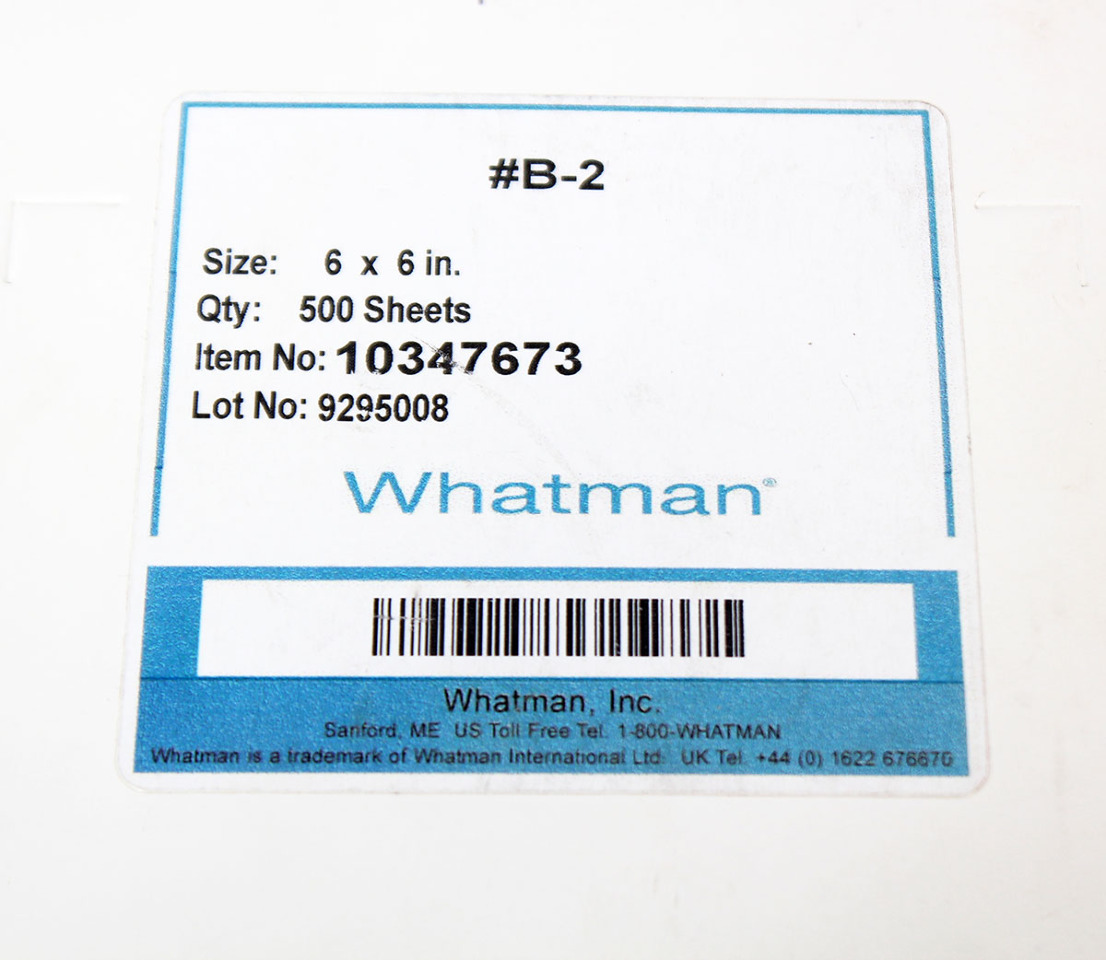 #B-2
Size: 6 x 6 in.
Qty: 500 Sheets
Item No: 10347673
Lot No: 9295008
Whatman®
Whatman, Inc.
Sanford, ME US Toll Free Tel. 1-800-WHATMAN
Whatman is a trademark of Whatman International Ltd. UK Tel. +44 (0) 1622 676670